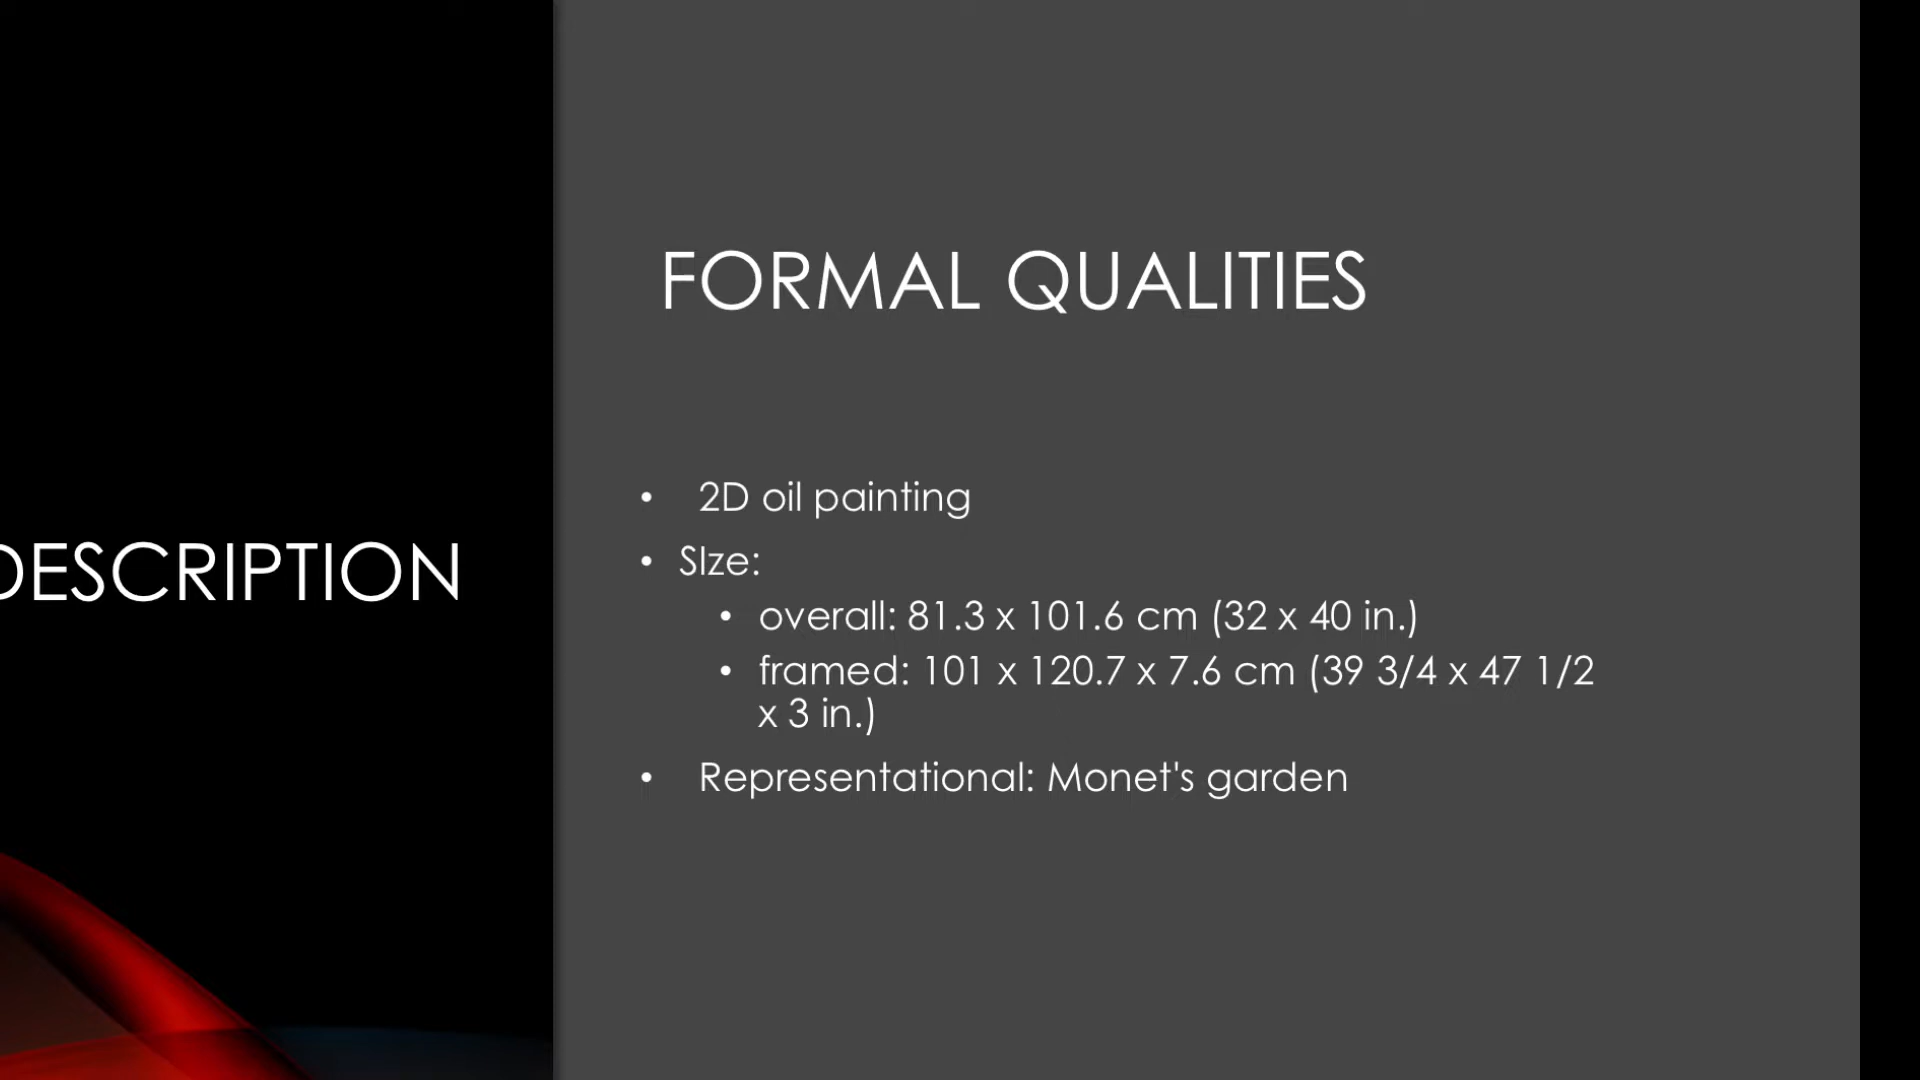 DESCRIPTION
FORMAL QUALITIES
• 2D oil painting
• SIze:
• overall: 81.3 x 101.6 cm (32 x 40 in.)
• framed: 101 x 120.7 x 7.6 cm (39 3/4 x 47 1/2
x 3 in.)
• Representational: Monet's garden